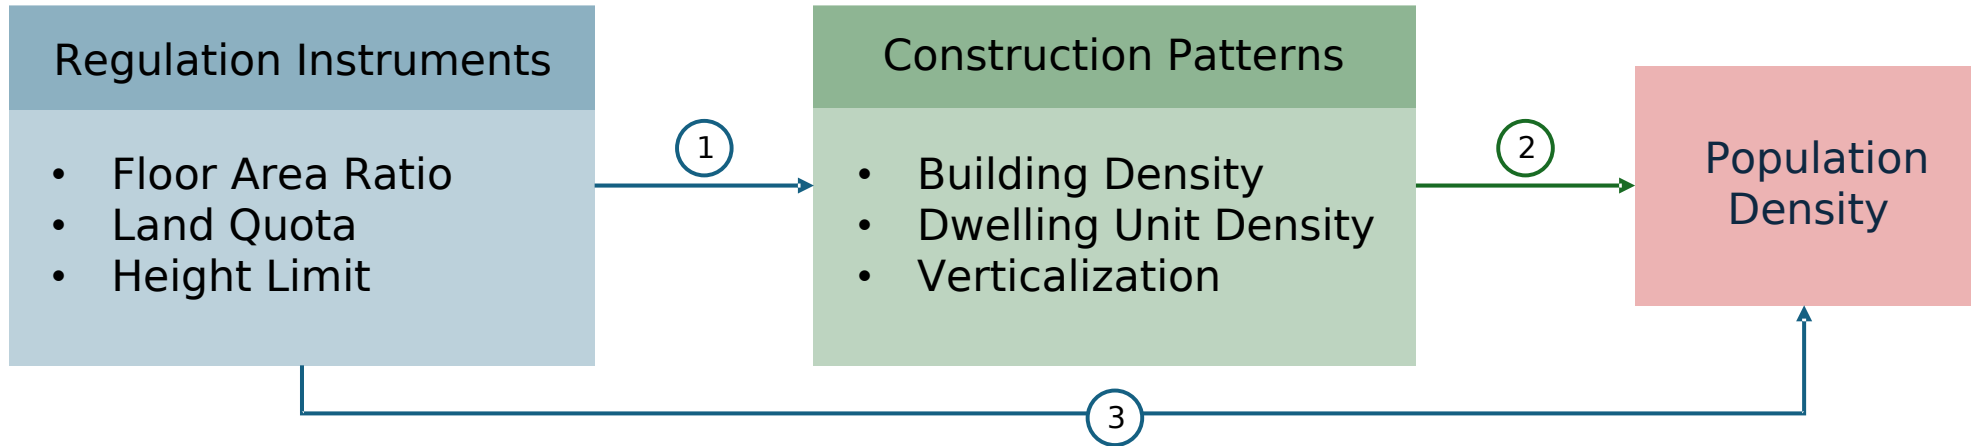 Regulation Instruments
• Floor Area Ratio
• Land Quota
• Height Limit
1
Construction Patterns
• Building Density
• Dwelling Unit Density
• Verticalization
2
Population
Density
3